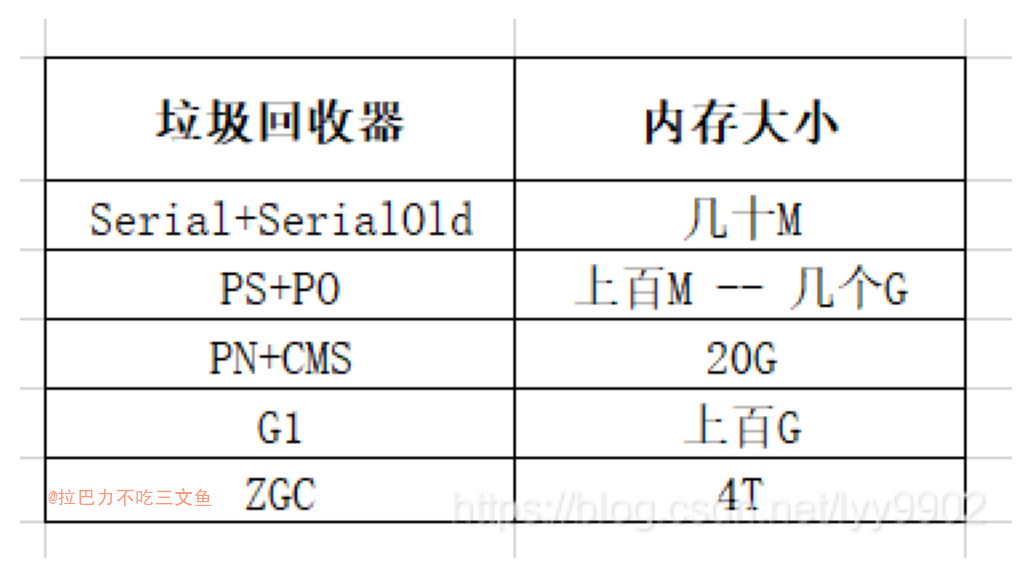 垃圾回收器 内存大小
Serial+SerialOld 几十M
PS+PO 上百M -- 几个G
PN+CMS 20G
G1 上百G
@拉巴力不吃三文鱼 ZGC 4T
https://blog.csdn.net/lyy9902